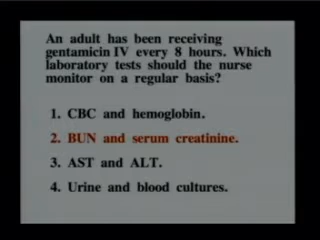 An adult has been receiving
gentamicin IV every 8 hours. Which
laboratory tests should the nurse
monitor on a regular basis?
1. CBC and hemoglobin.
2. BUN and serum creatinine.
3. AST and ALT.
4. Urine and blood cultures.